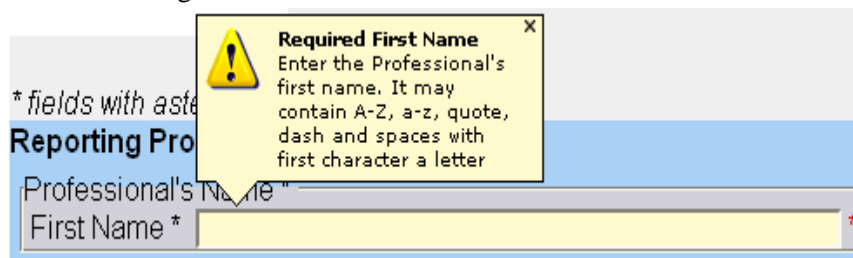 Required First Name x
Enter the Professional's
first name. It may
contain A-Z, a-z, quote,
dash and spaces with
first character a letter
* fields with aste
Reporting Pro
Professional's Name *
First Name * *